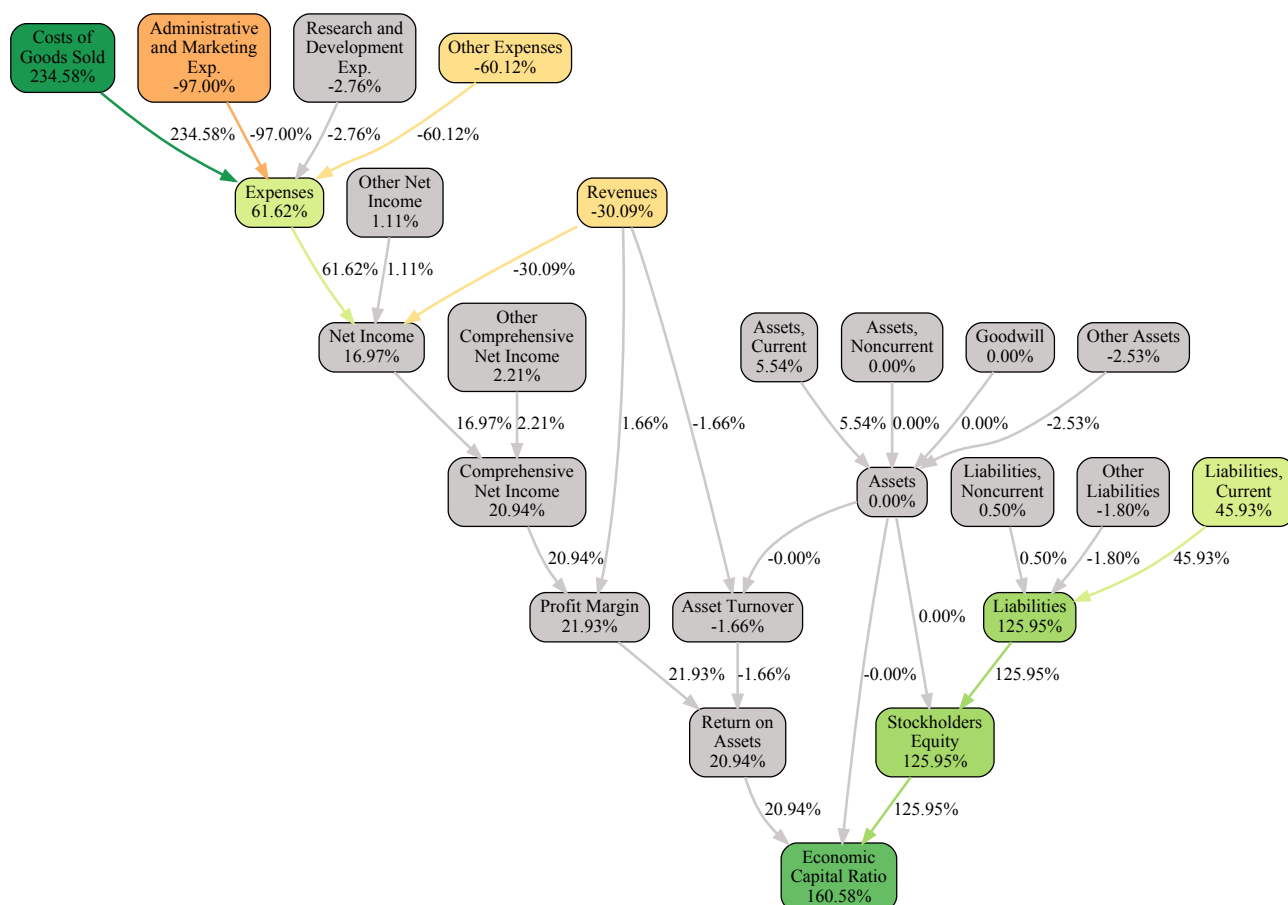 Costs of
Goods Sold
234.58%
Administrative
and Marketing
Exp.
-97.00%
Research and
Development
Exp.
-2.76%
Other Expenses
-60.12%
234.58%
-97.00%
-2.76%
-60.12%
Expenses
61.62%
Other Net
Income
1.11%
Revenues
-30.09%
61.62%
1.11%
-30.09%
Net Income
16.97%
Other
Comprehensive
Net Income
2.21%
Assets,
Current
5.54%
Assets,
Noncurrent
0.00%
Goodwill
0.00%
Other Assets
-2.53%
16.97%
2.21%
1.66%
-1.66%
5.54%
0.00%
0.00%
-2.53%
Comprehensive
Net Income
20.94%
Assets
0.00%
Liabilities,
Noncurrent
0.50%
Other
Liabilities
-1.80%
Liabilities,
Current
45.93%
20.94%
-0.00%
0.50%
-1.80%
45.93%
Profit Margin
21.93%
Asset Turnover
-1.66%
0.00%
Liabilities
125.95%
21.93%
-1.66%
-0.00%
125.95%
Return on
Assets
20.94%
Stockholders
Equity
125.95%
20.94%
125.95%
Economic
Capital Ratio
160.58%